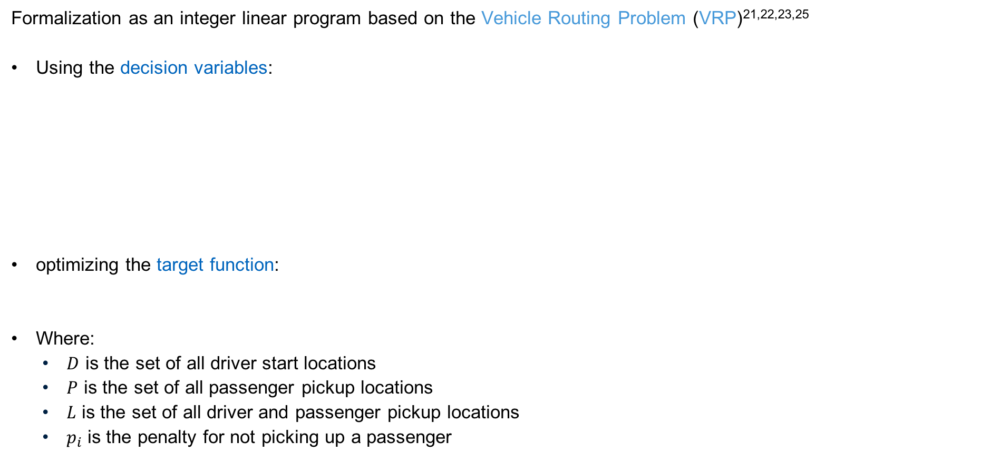 Formalization as an integer linear program based on the Vehicle Routing Problem (VRP)21,22,23,25
• Using the decision variables:
• optimizing the target function:
• Where:
• D is the set of all driver start locations
• P is the set of all passenger pickup locations
• L is the set of all driver and passenger pickup locations
• pᵢ is the penalty for not picking up a passenger